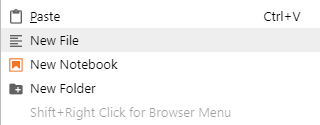 Paste Ctrl+V
New File
New Notebook
New Folder
Shift+Right Click for Browser Menu